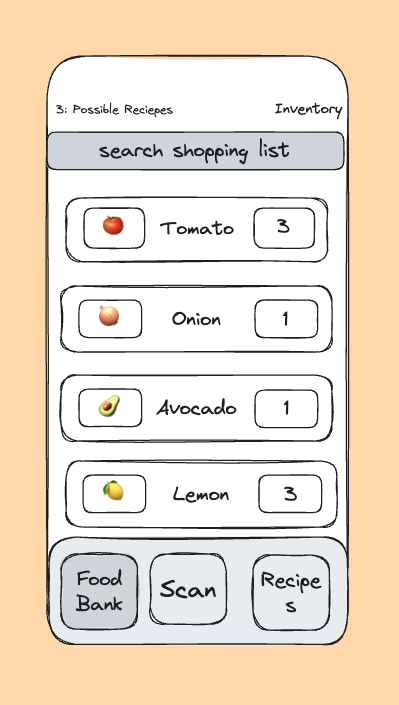 3: Possible Reciepes
Inventory
search shopping list
Tomato
3
Onion
1
Avocado
1
Lemon
3
Food
Bank
Scan
Recipe
s